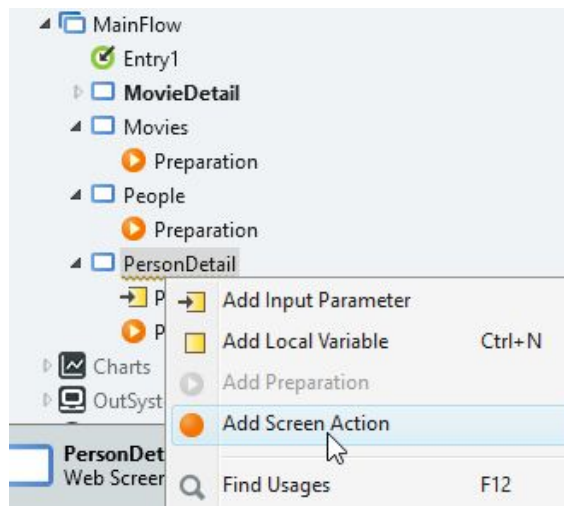 MainFlow
Entry1
MovieDetail
Movies
Preparation
People
Preparation
PersonDetail
P
Add Input Parameter
P
Add Local Variable Ctrl+N
Charts
Add Preparation
OutSyst
Add Screen Action
PersonDet
Web Screer
Find Usages F12